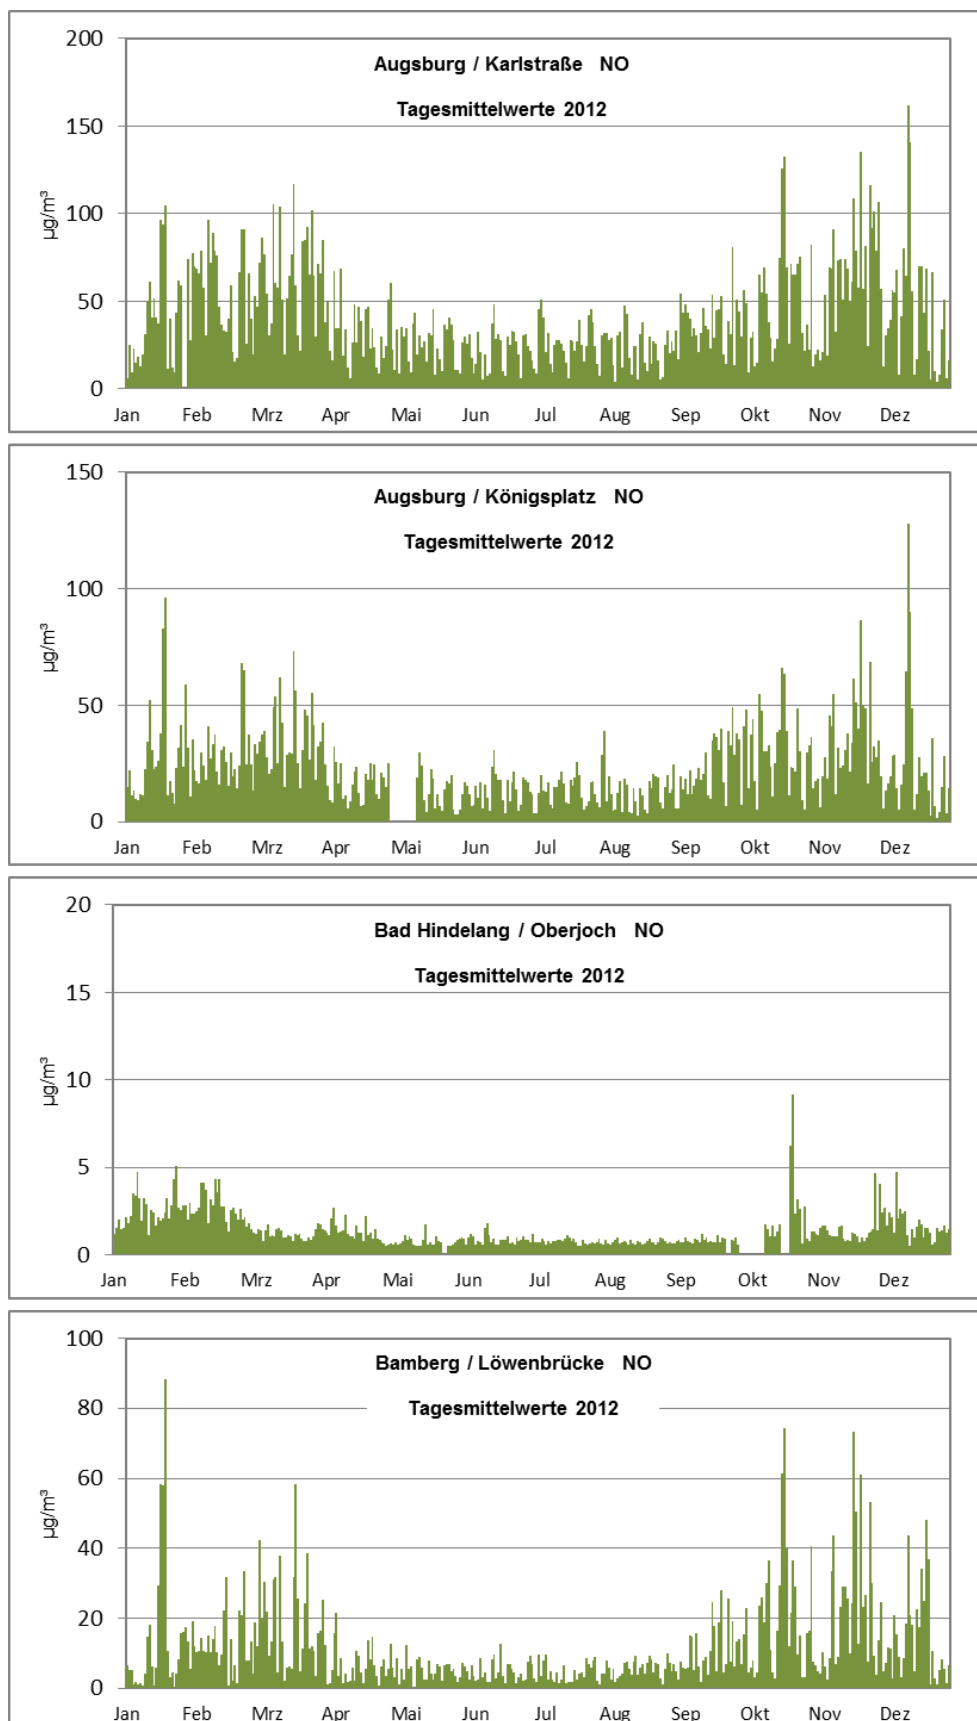 Augsburg / Karlstraße NO
Tagesmittelwerte 2012
µg/m³
200
150
100
50
0
Jan Feb Mrz Apr Mai Jun Jul Aug Sep Okt Nov Dez
Augsburg / Königsplatz NO
Tagesmittelwerte 2012
µg/m³
150
100
50
0
Jan Feb Mrz Apr Mai Jun Jul Aug Sep Okt Nov Dez
Bad Hindelang / Oberjoch NO
Tagesmittelwerte 2012
µg/m³
20
15
10
5
0
Jan Feb Mrz Apr Mai Jun Jul Aug Sep Okt Nov Dez
Bamberg / Löwenbrücke NO
Tagesmittelwerte 2012
µg/m³
100
80
60
40
20
0
Jan Feb Mrz Apr Mai Jun Jul Aug Sep Okt Nov Dez